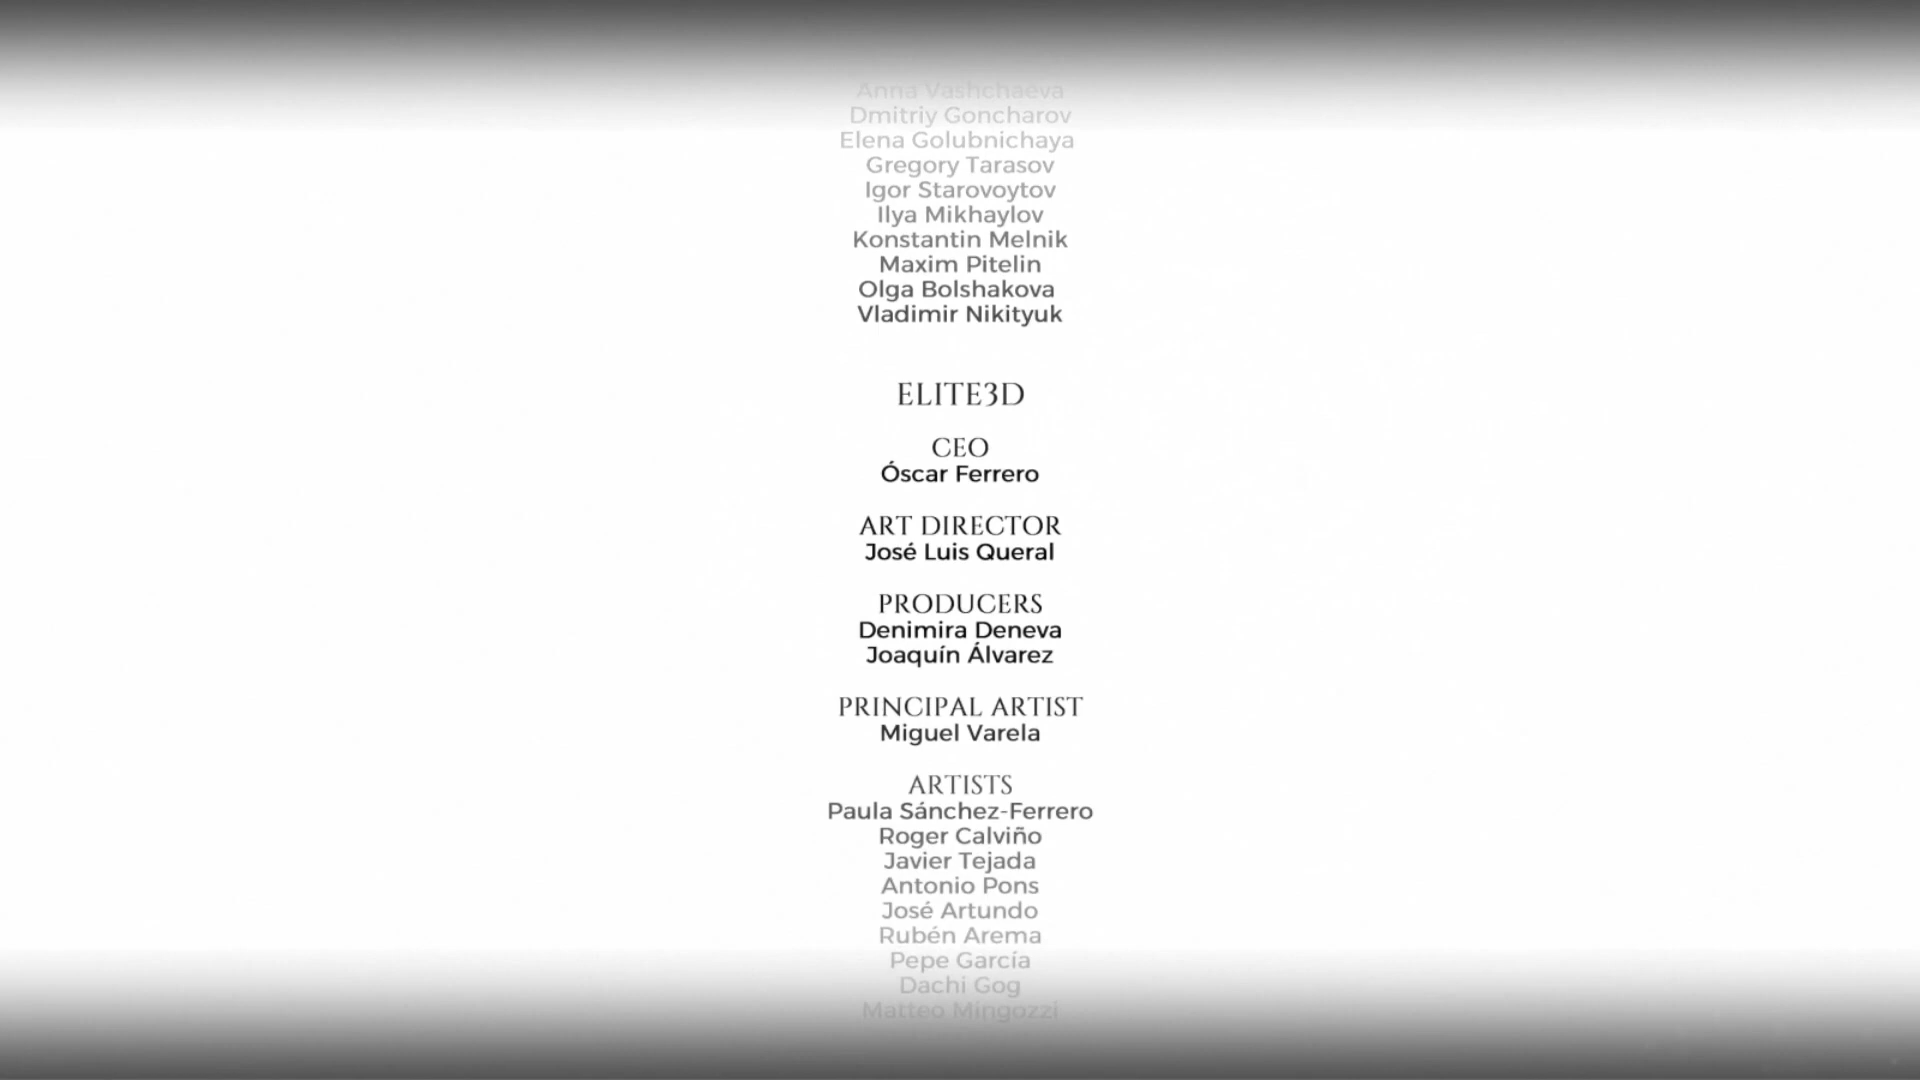 Anna Vashchaeva
Dmitriy Goncharov
Elena Golubnichaya
Gregory Tarasov
Igor Starovoytov
Ilya Mikhaylov
Konstantin Melnik
Maxim Pitelin
Olga Bolshakova
Vladimir Nikityuk
ELITE3D
CEO
Óscar Ferrero
ART DIRECTOR
José Luis Queral
PRODUCERS
Denimira Deneva
Joaquín Álvarez
PRINCIPAL ARTIST
Miguel Varela
ARTISTS
Paula Sánchez-Ferrero
Roger Calviño
Javier Tejada
Antonio Pons
José Artundo
Rubén Arema
Pepe García
Dachi Gog
Matteo Mingozzi